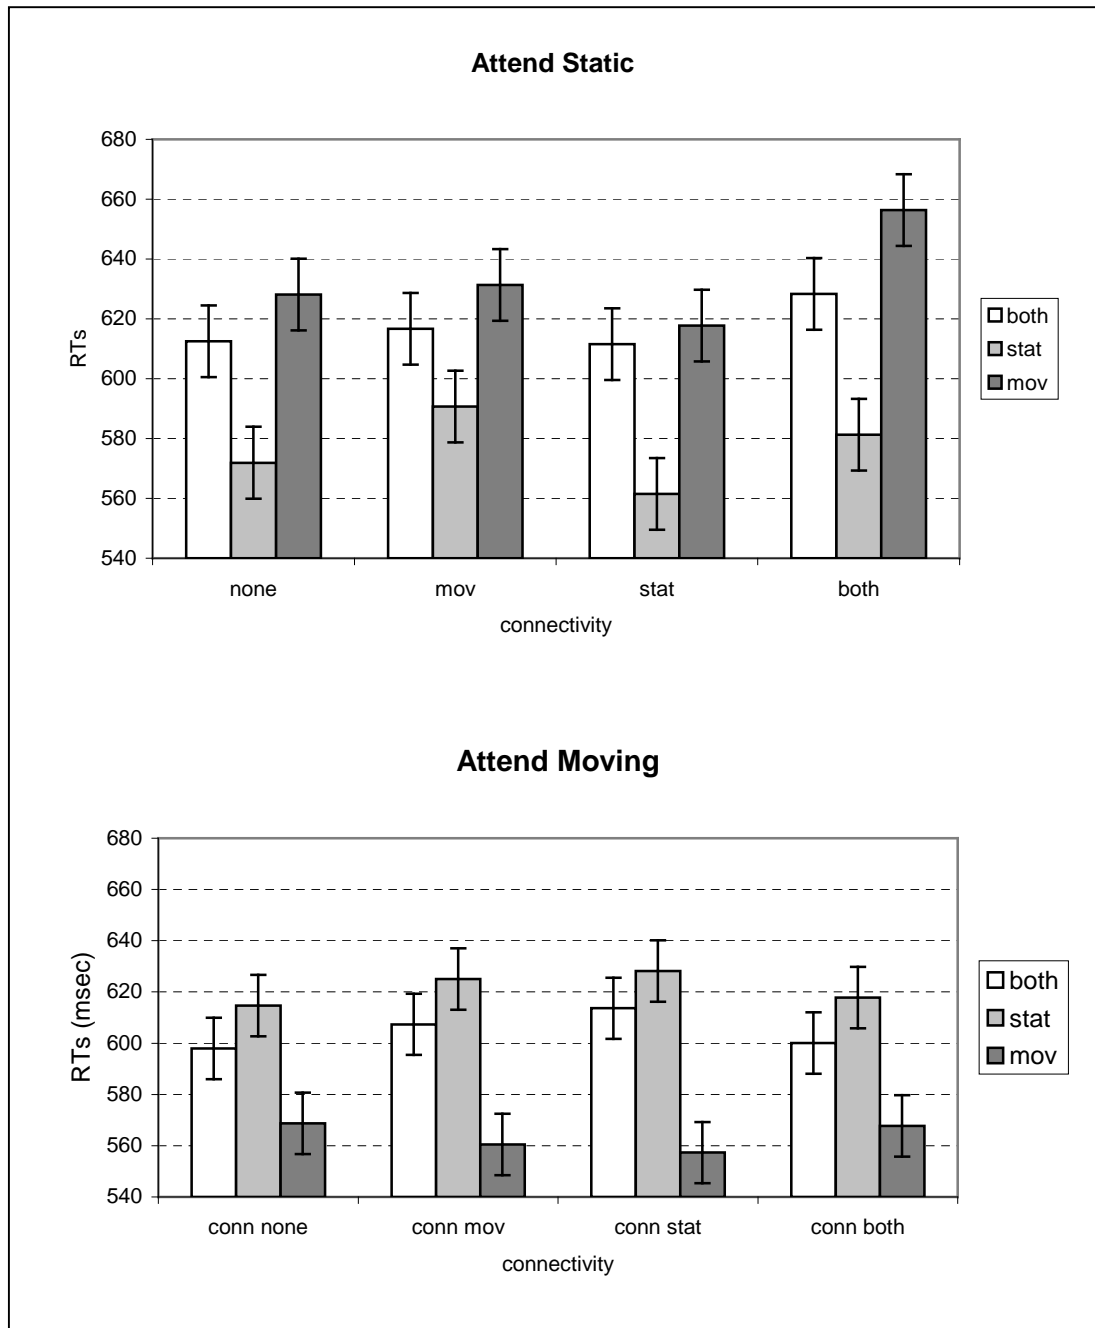 Attend Static
680
660
640
620
600
580
560
540
RTs
none mov stat both
connectivity
both
stat
mov
Attend Moving
680
660
640
620
600
580
560
540
RTs (msec)
conn none conn mov conn stat conn both
connectivity
both
stat
mov